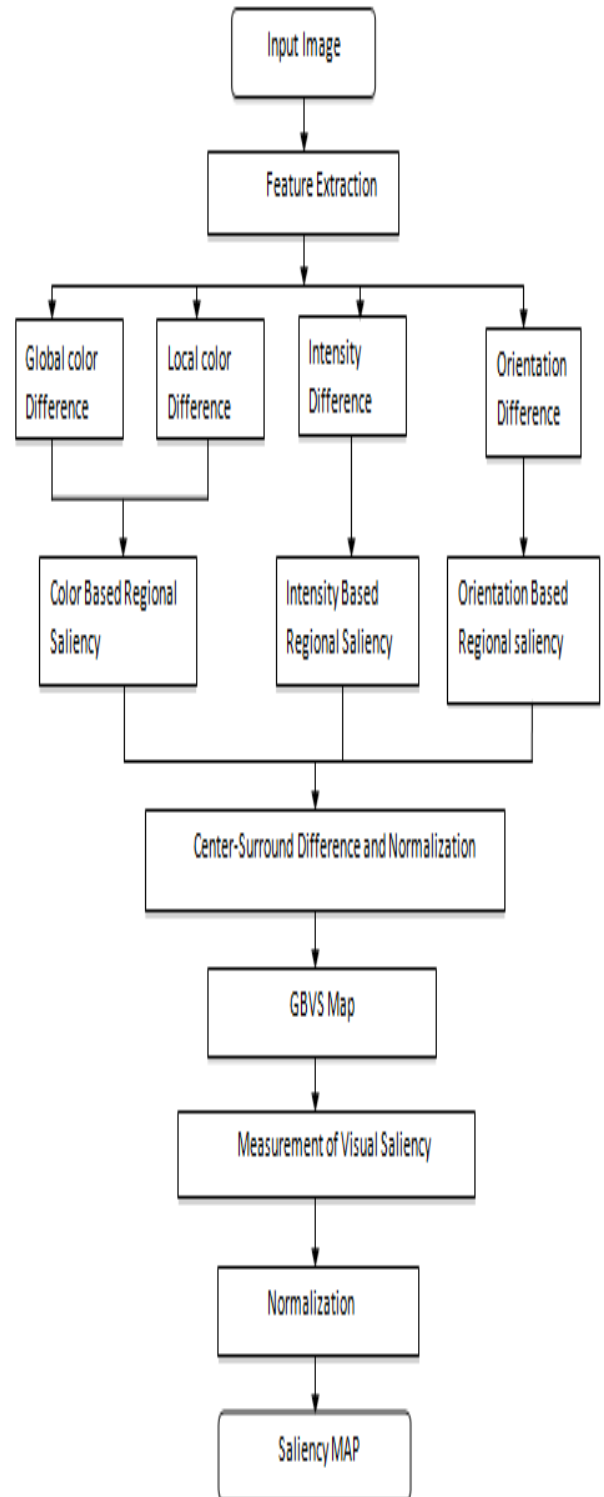 Input Image
Feature Extraction
Global color
Difference
Local color
Difference
Intensity
Difference
Orientation
Difference
Color Based Regional
Saliency
Intensity Based
Regional Saliency
Orientation Based
Regional saliency
Center-Surround Difference and Normalization
GBVS Map
Measurement of Visual Saliency
Normalization
Saliency MAP